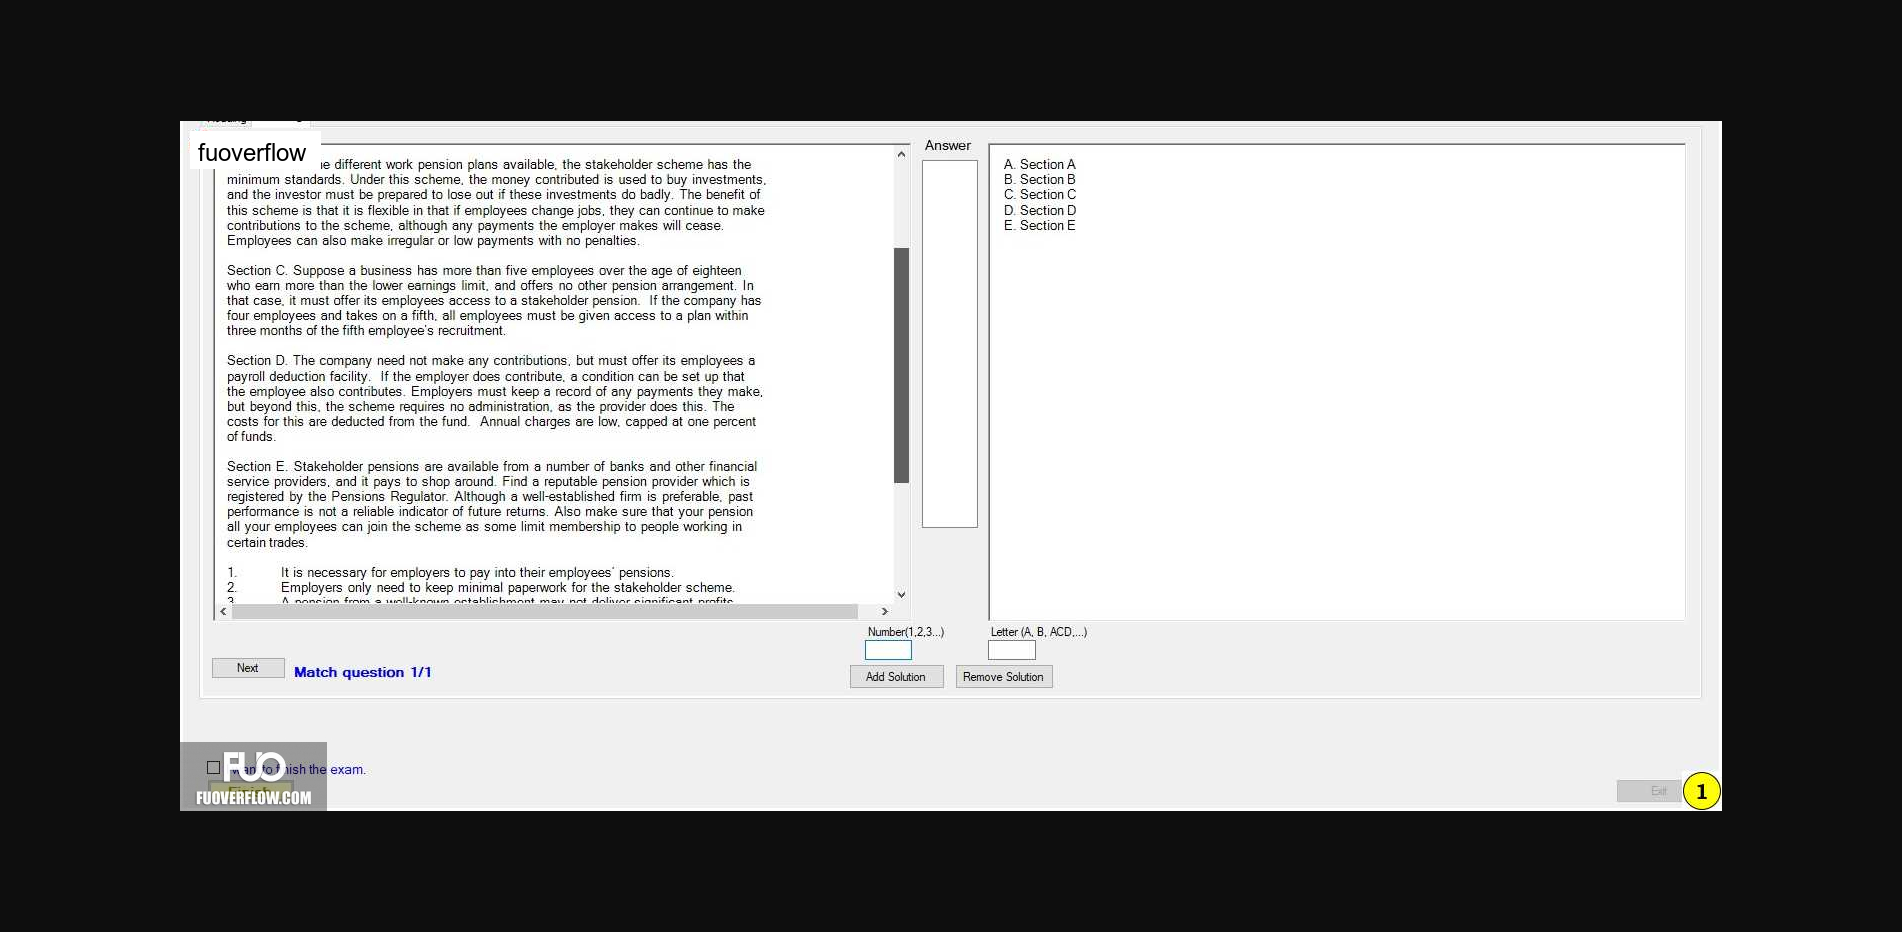 fuoverflow
different work pension plans available, the stakeholder scheme has the
minimum standards. Under this scheme, the money contributed is used to buy investments,
and the investor must be prepared to lose out if these investments do badly. The benefit of
this scheme is that it is flexible in that if employees change jobs, they can continue to make
contributions to the scheme, although any payments the employer makes will cease.
Employees can also make irregular or low payments with no penalties.
Section C. Suppose a business has more than five employees over the age of eighteen
who earn more than the lower earnings limit, and offers no other pension arrangement. In
that case, it must offer its employees access to a stakeholder pension. If the company has
four employees and takes on a fifth, all employees must be given access to a plan within
three months of the fifth employee's recruitment.
Section D. The company need not make any contributions, but must offer its employees a
payroll deduction facility. If the employer does contribute, a condition can be set up that
the employee also contributes. Employers must keep a record of any payments they make,
but beyond this, the scheme requires no administration, as the provider does this. The
costs for this are deducted from the fund. Annual charges are low, capped at one percent
of funds.
Section E. Stakeholder pensions are available from a number of banks and other financial
service providers, and it pays to shop around. Find a reputable pension provider which is
registered by the Pensions Regulator. Although a well-established firm is preferable, past
performance is not a reliable indicator of future returns. Also make sure that your pension
all your employees can join the scheme as some limit membership to people working in
certain trades.
1. It is necessary for employers to pay into their employees' pensions.
2. Employers only need to keep minimal paperwork for the stakeholder scheme.
3. A pension from a well-known establishment may not deliver significant profits
Answer
A. Section A
B. Section B
C. Section C
D. Section D
E. Section E
Number(1,2,3...)
Letter (A, B, ACD,...)
Next
Match question 1/1
Add Solution
Remove Solution
FUO
want to finish the exam.
Finish
FUOVERFLOW.COM
Exit
1